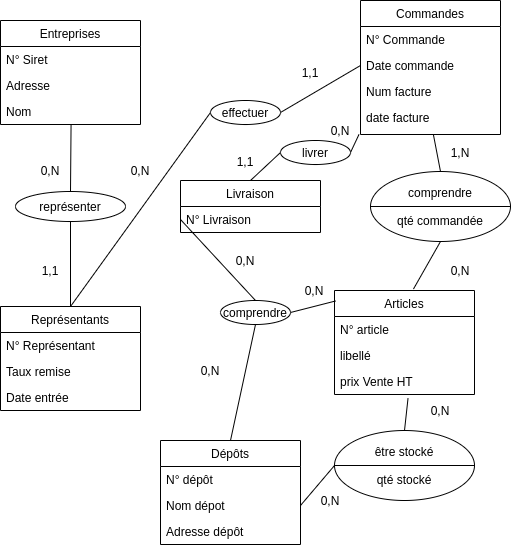 Commandes
N° Commande
Date commande
Num facture
date facture
Entreprises
N° Siret
Adresse
Nom
1,1
effectuer
0,N
livrer
1,N
0,N
0,N
1,1
comprendre
qté commandée
représenter
Livraison
N° Livraison
0,N
0,N
1,1
0,N
Représentants
N° Représentant
Taux remise
Date entrée
comprendre
Articles
N° article
libellé
prix Vente HT
0,N
0,N
Dépôts
N° dépôt
Nom dépot
Adresse dépôt
être stocké
qté stocké
0,N